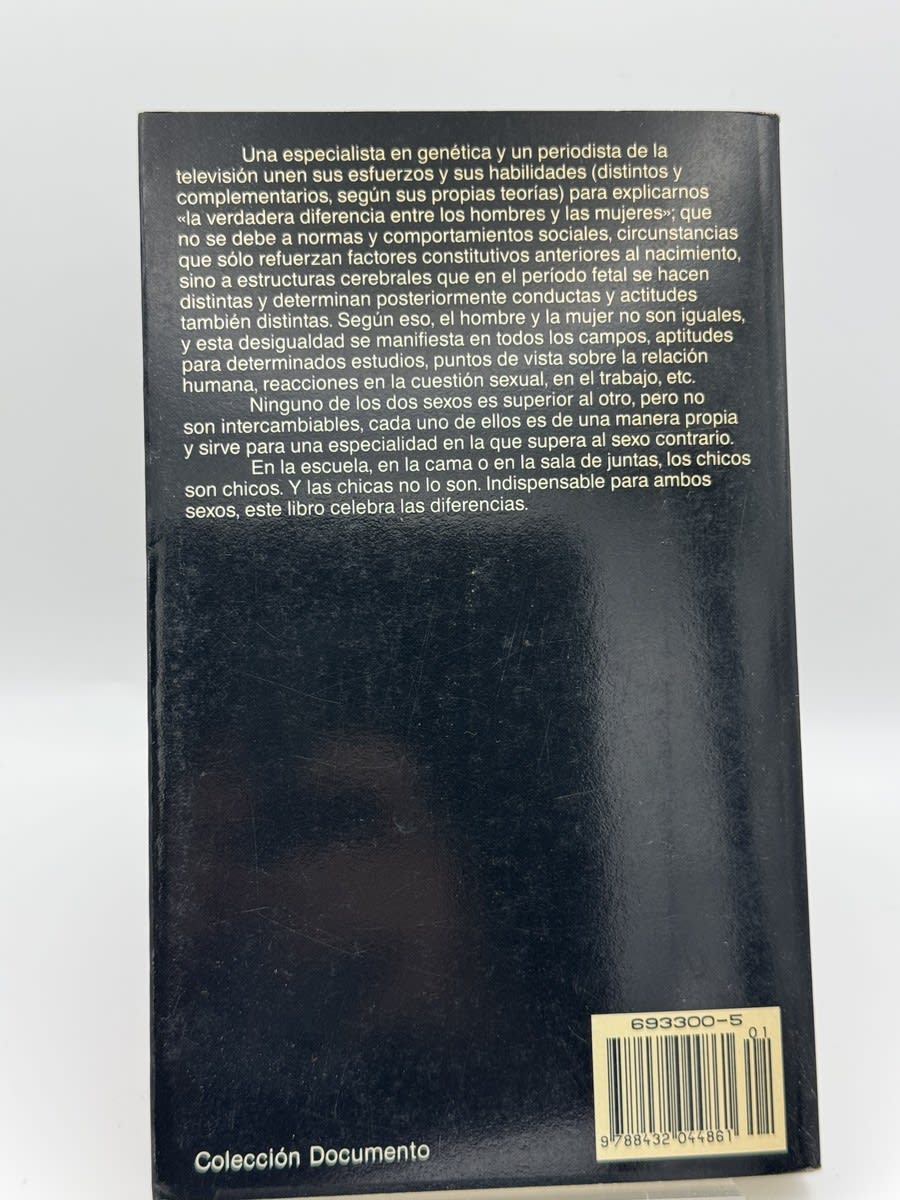 Una especialista en genética y un periodista de la
televisión unen sus esfuerzos y sus habilidades (distintos y
complementarios, según sus propias teorías) para explicarnos
«la verdadera diferencia entre los hombres y las mujeres»; que
no se debe a normas y comportamientos sociales, circunstancias
que sólo refuerzan factores constitutivos anteriores al nacimiento,
sino a estructuras cerebrales que en el período fetal se hacen
distintas y determinan posteriormente conductas y actitudes
también distintas. Según eso, el hombre y la mujer no son iguales,
y esta desigualdad se manifiesta en todos los campos, aptitudes
para determinados estudios, puntos de vista sobre la relación
humana, reacciones en la cuestión sexual, en el trabajo, etc.
Ninguno de los dos sexos es superior al otro, pero no
son intercambiables, cada uno de ellos es de una manera propia
y sirve para una especialidad en la que supera al sexo contrario.
En la escuela, en la cama o en la sala de juntas, los chicos
son chicos. Y las chicas no lo son. Indispensable para ambos
sexos, este libro celebra las diferencias.
693300-5
01
9 788432 044861
Colección Documento